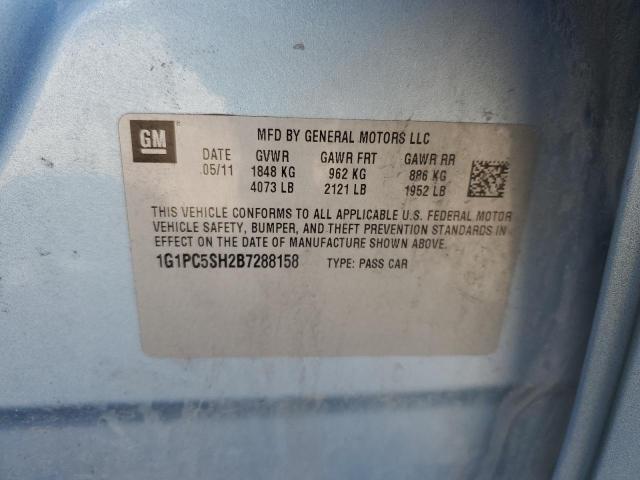 GM
MFD BY GENERAL MOTORS LLC
DATE GVWR GAWR FRT GAWR RR
05/11 1848 KG 962 KG 886 KG
4073 LB 2121 LB 1952 LB
THIS VEHICLE CONFORMS TO ALL APPLICABLE U.S. FEDERAL MOTOR
VEHICLE SAFETY, BUMPER, AND THEFT PREVENTION STANDARDS IN
EFFECT ON THE DATE OF MANUFACTURE SHOWN ABOVE.
1G1PC5SH2B7288158 TYPE: PASS CAR